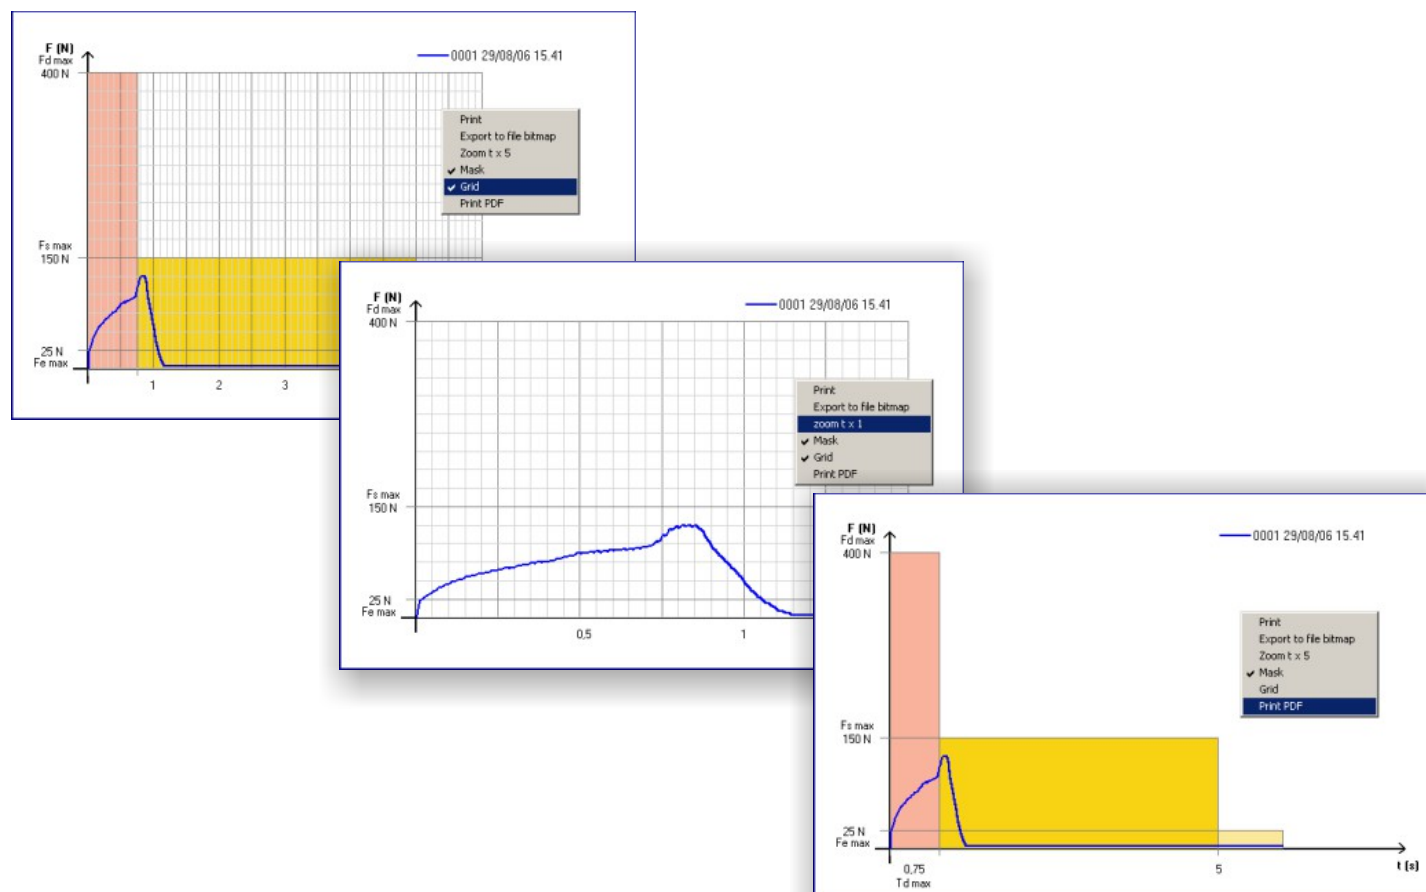 F (N)
Fd max
400 N
0001 29/08/06 15.41
Print
Export to file bitmap
Zoom t x 5
Mask
Grid
Print PDF
Fs max
150 N
25 N
Fe max
1
2
3
F (N)
Fd max
400 N
0001 29/08/06 15.41
Print
Export to file bitmap
zoom t x 1
Mask
Grid
Print PDF
Fs max
150 N
25 N
Fe max
0,5
1
F (N)
Fd max
400 N
0001 29/08/06 15.41
Print
Export to file bitmap
Zoom t x 5
Mask
Grid
Print PDF
Fs max
150 N
25 N
Fe max
0,75
5
t (s)
Td max